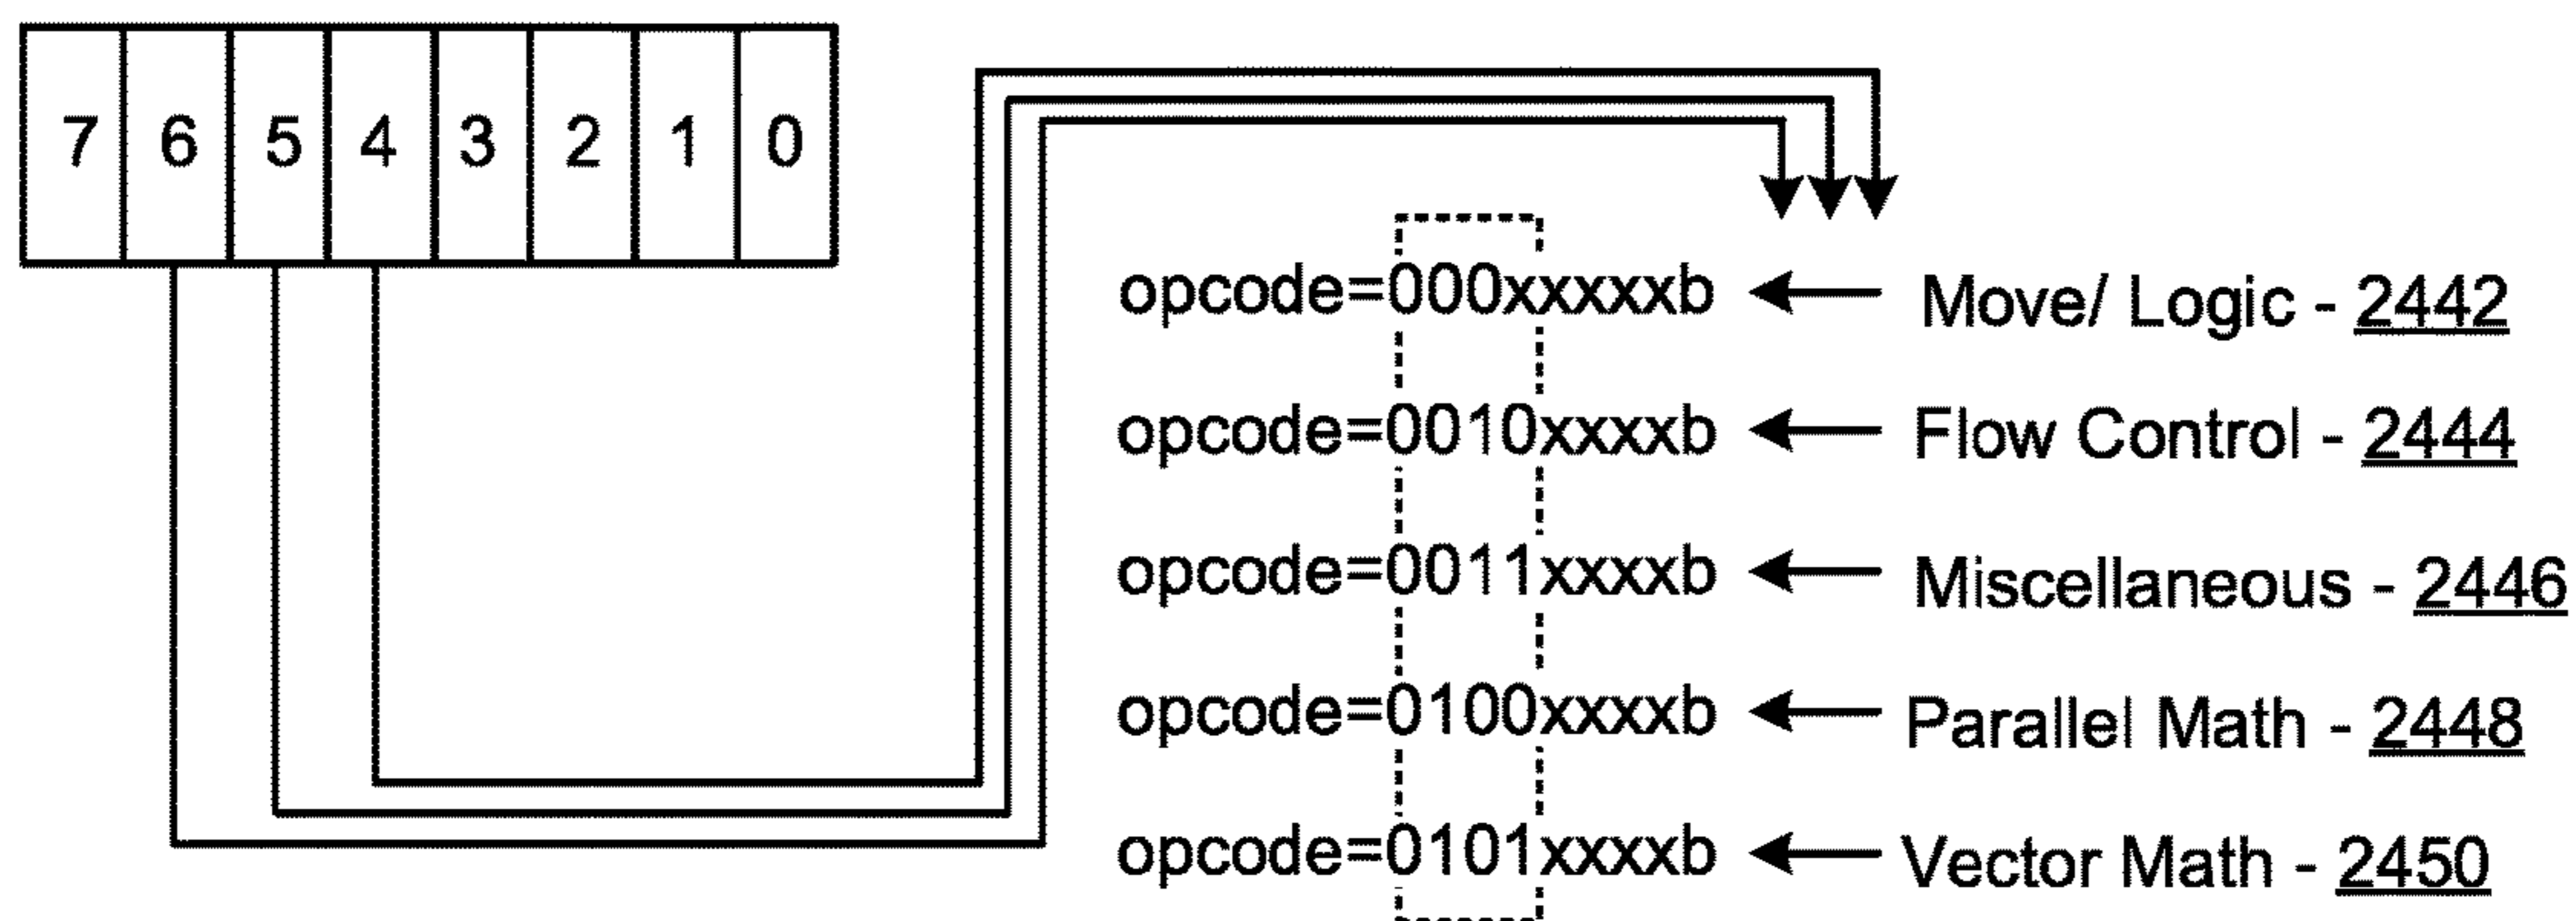 7 6 5 4 3 2 1 0
opcode=000xxxxxb Move/ Logic - 2442
opcode=0010xxxxb Flow Control - 2444
opcode=0011xxxxb Miscellaneous - 2446
opcode=0100xxxxb Parallel Math - 2448
opcode=0101xxxxb Vector Math - 2450